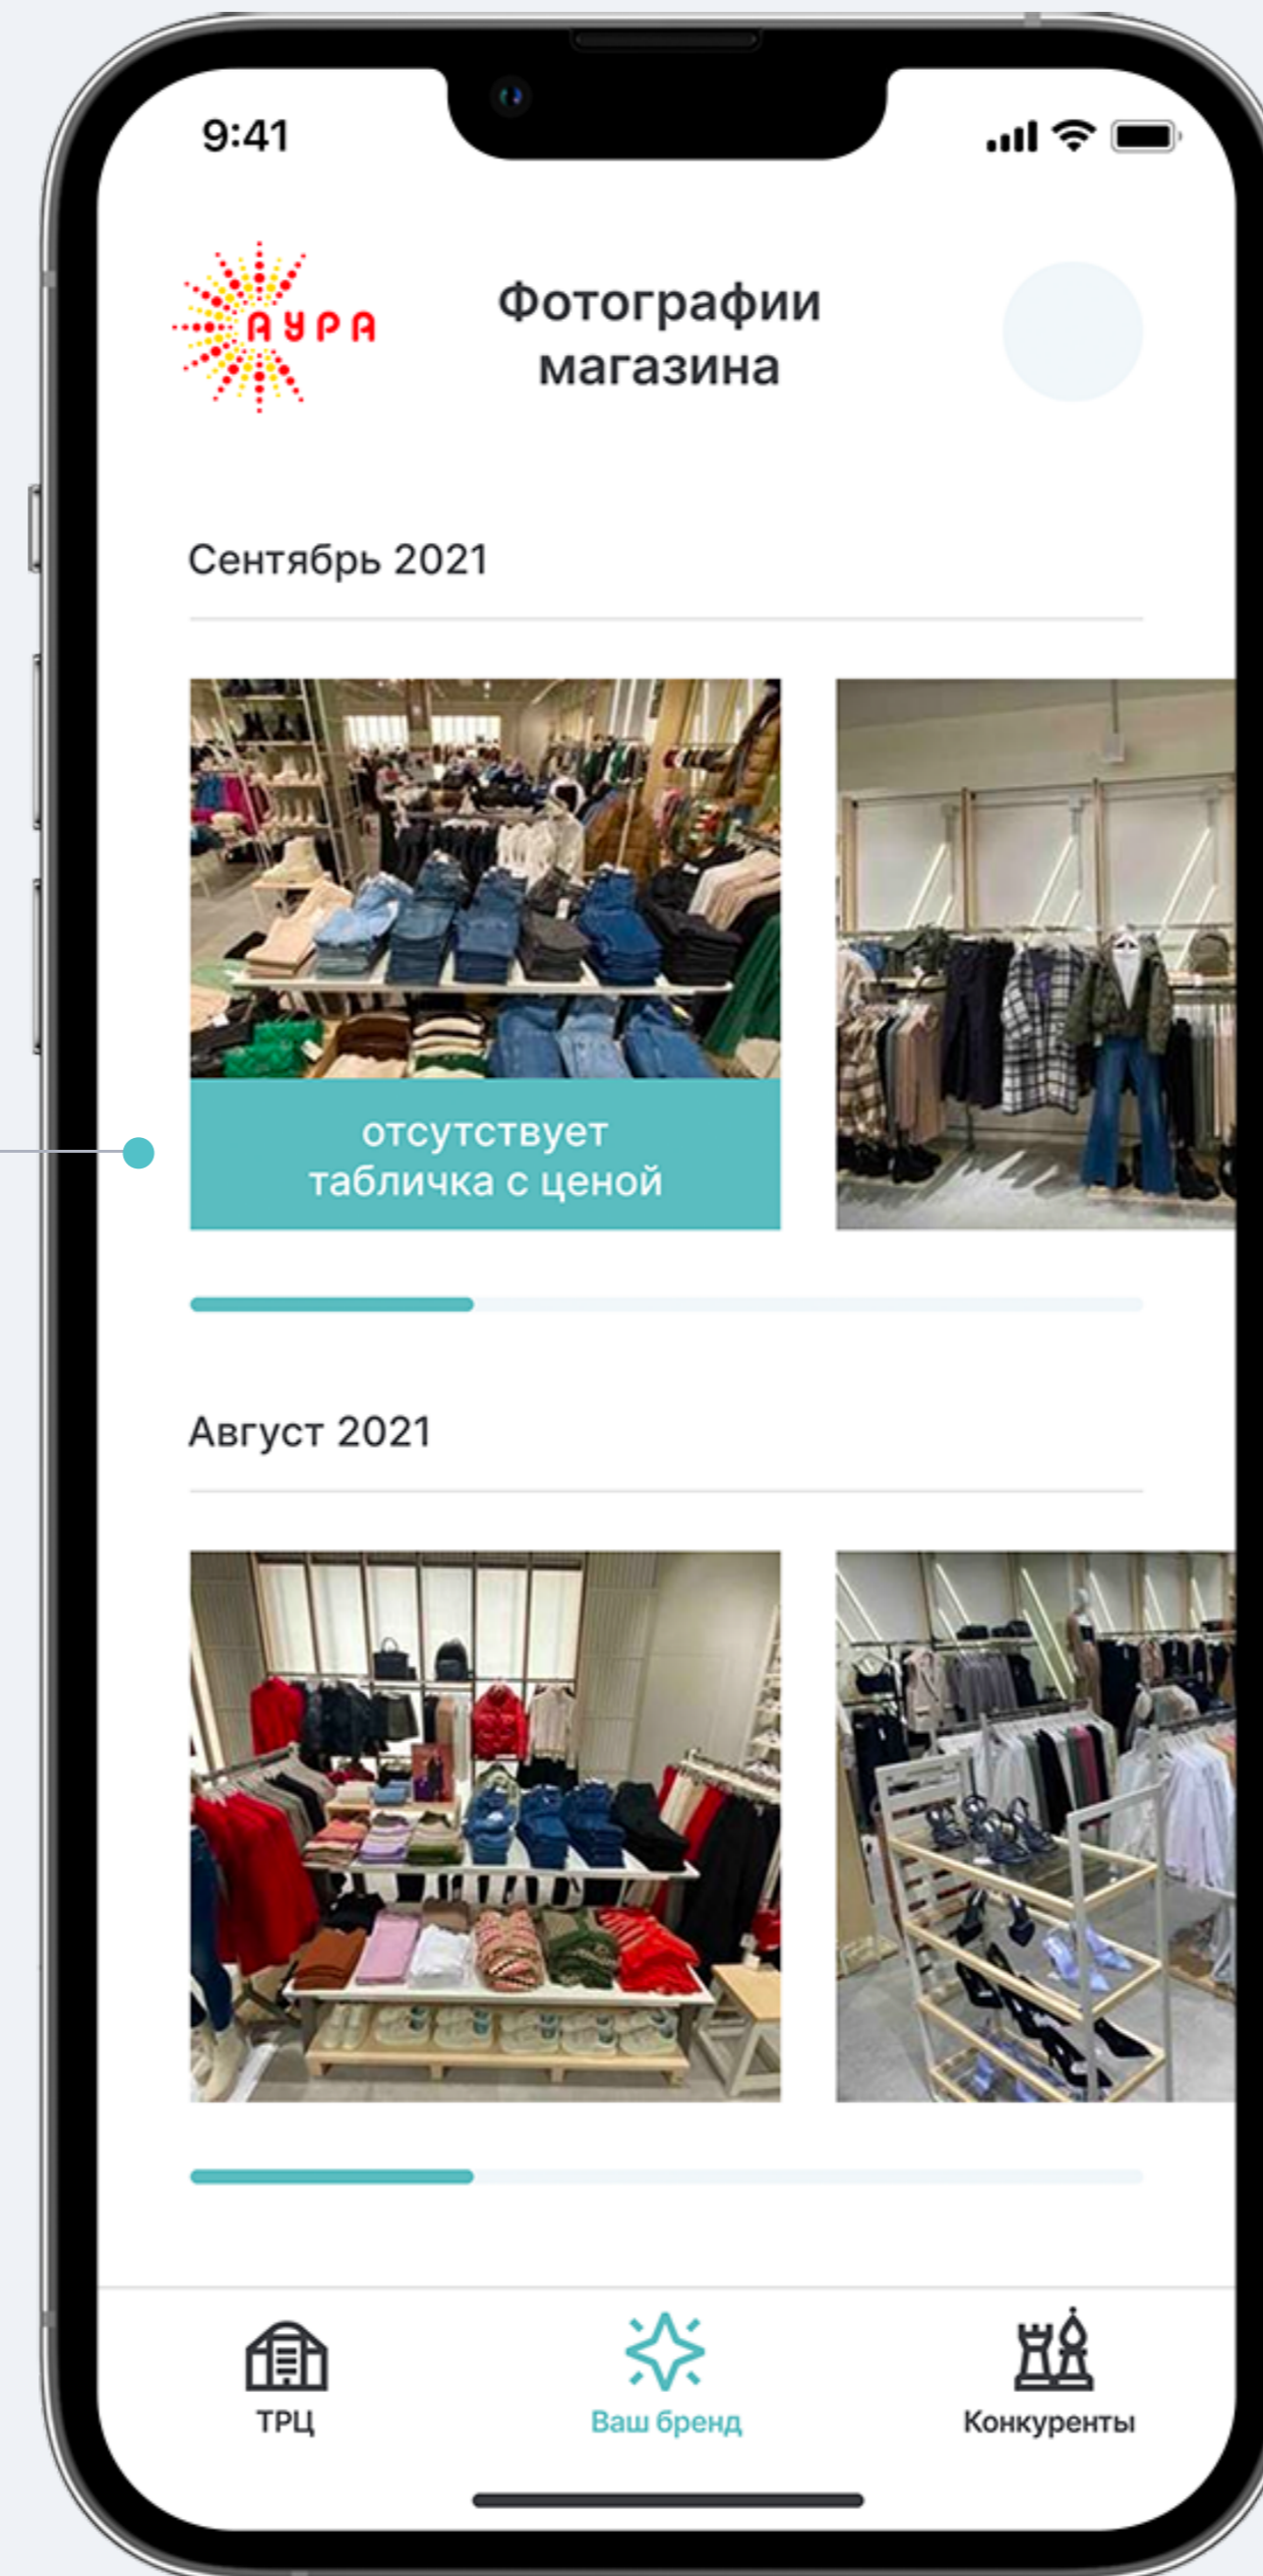 9:41
АУРА
Фотографии
магазина
Сентябрь 2021
отсутствует
табличка с ценой
Август 2021
ТРЦ
Ваш бренд
Конкуренты